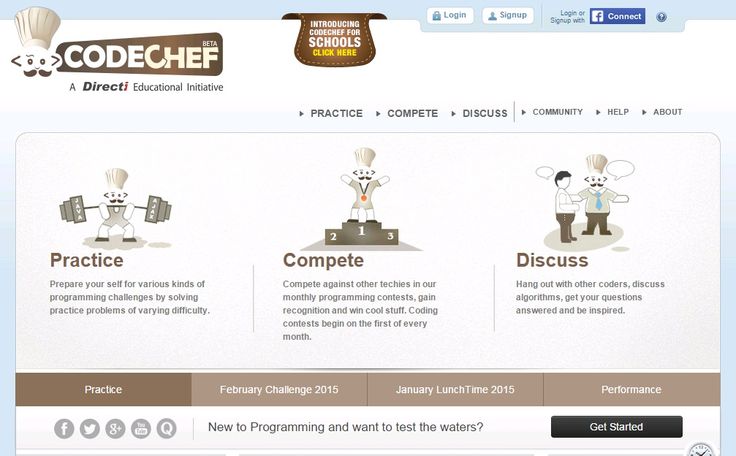 INTRODUCING
CODECHEF FOR
SCHOOLS
CLICK HERE
Login
Signup
Login or
Signup with
Connect
?
CODECHEF
BETA
A Directi Educational Initiative
PRACTICE
COMPETE
DISCUSS
COMMUNITY
HELP
ABOUT
JAVA
2 1 3
Practice
Prepare your self for various kinds of
programming challenges by solving
practice problems of varying difficulty.
Compete
Compete against other techies in our
monthly programming contests, gain
recognition and win cool stuff. Coding
contests begin on the first of every
month.
Discuss
Hang out with other coders, discuss
algorithms, get your questions
answered and be inspired.
Practice
February Challenge 2015
January LunchTime 2015
Performance
New to Programming and want to test the waters?
Get Started